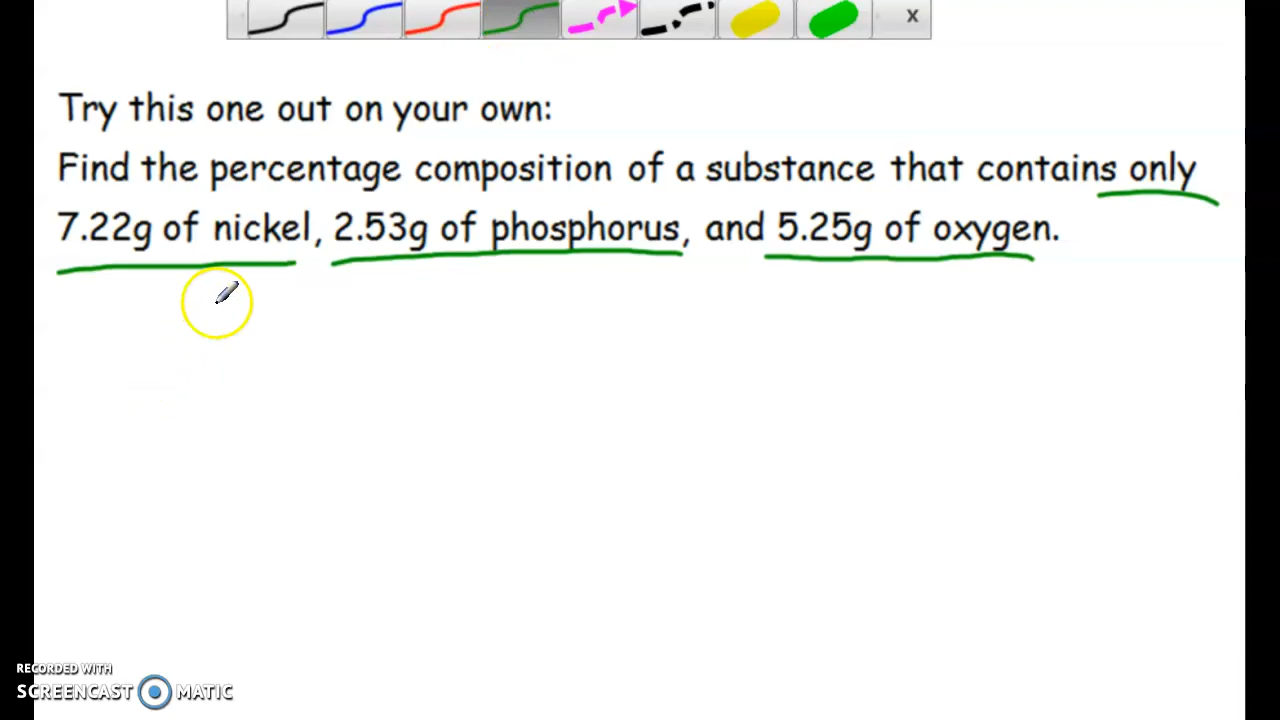 x
Try this one out on your own:
Find the percentage composition of a substance that contains only
7.22g of nickel, 2.53g of phosphorus, and 5.25g of oxygen.
RECORDED WITH
SCREENCAST MATIC